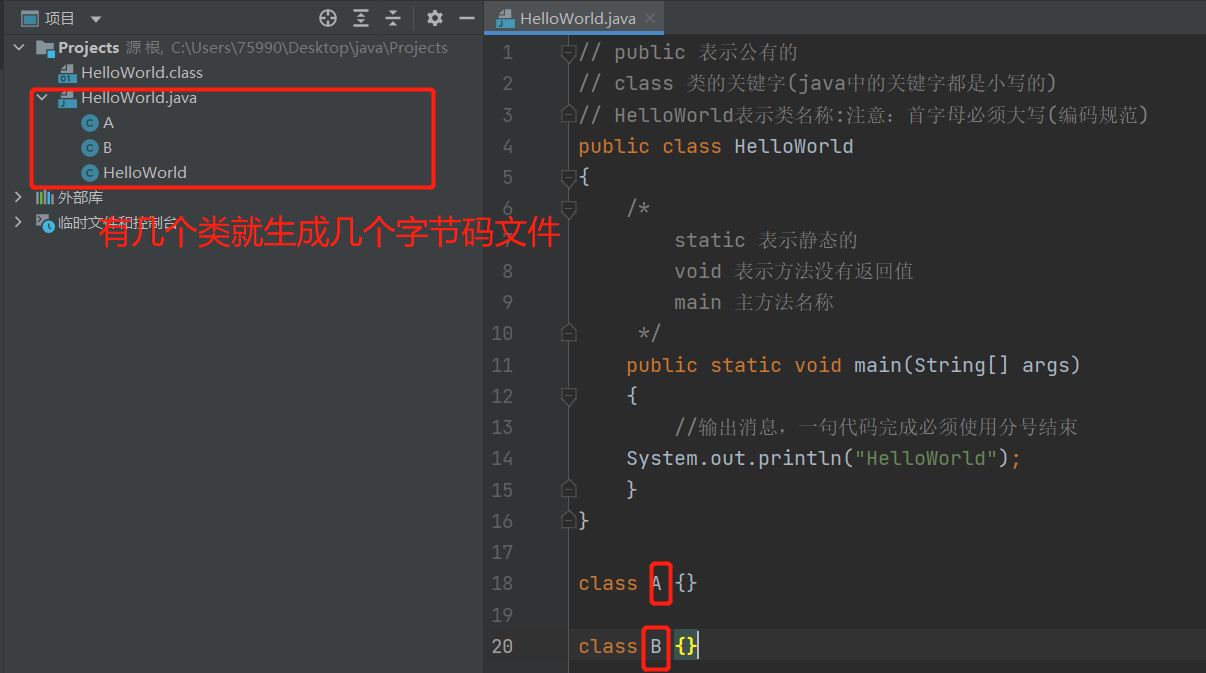 项目
HelloWorld.java
Projects 源 根, C:\Users\75990\Desktop\java\Projects
HelloWorld.class
HelloWorld.java
A
B
HelloWorld
外部库
临时文件和控制台
有几个类就生成几个字节码文件
1 // public 表示公有的
2 // class 类的关键字(java中的关键字都是小写的)
3 // HelloWorld表示类名称:注意：首字母必须大写(编码规范)
4 public class HelloWorld
5 {
6 /*
static 表示静态的
8 void 表示方法没有返回值
9 main 主方法名称
10 */
11 public static void main(String[] args)
12 {
13 //输出消息，一句代码完成必须使用分号结束
14 System.out.println("HelloWorld");
15 }
16 }
17
18 class A {}
19
20 class B {}